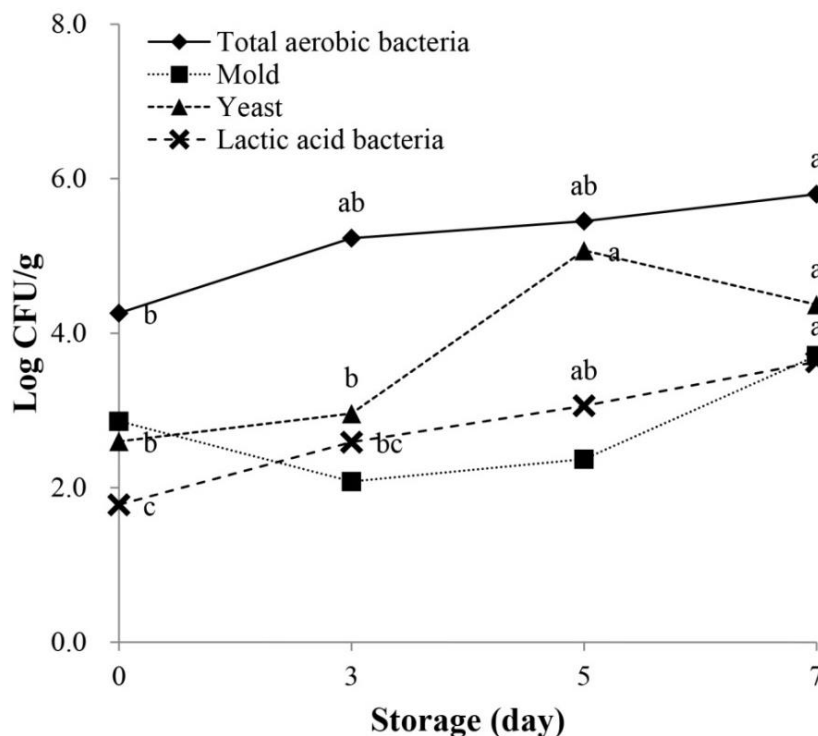 8.0
Total aerobic bacteria
Mold
Yeast
Lactic acid bacteria
a
6.0
ab
ab
a
a
b
4.0
a
b
ab
b
bc
2.0
c
0.0
0
3
5
7
Log CFU/g
Storage (day)